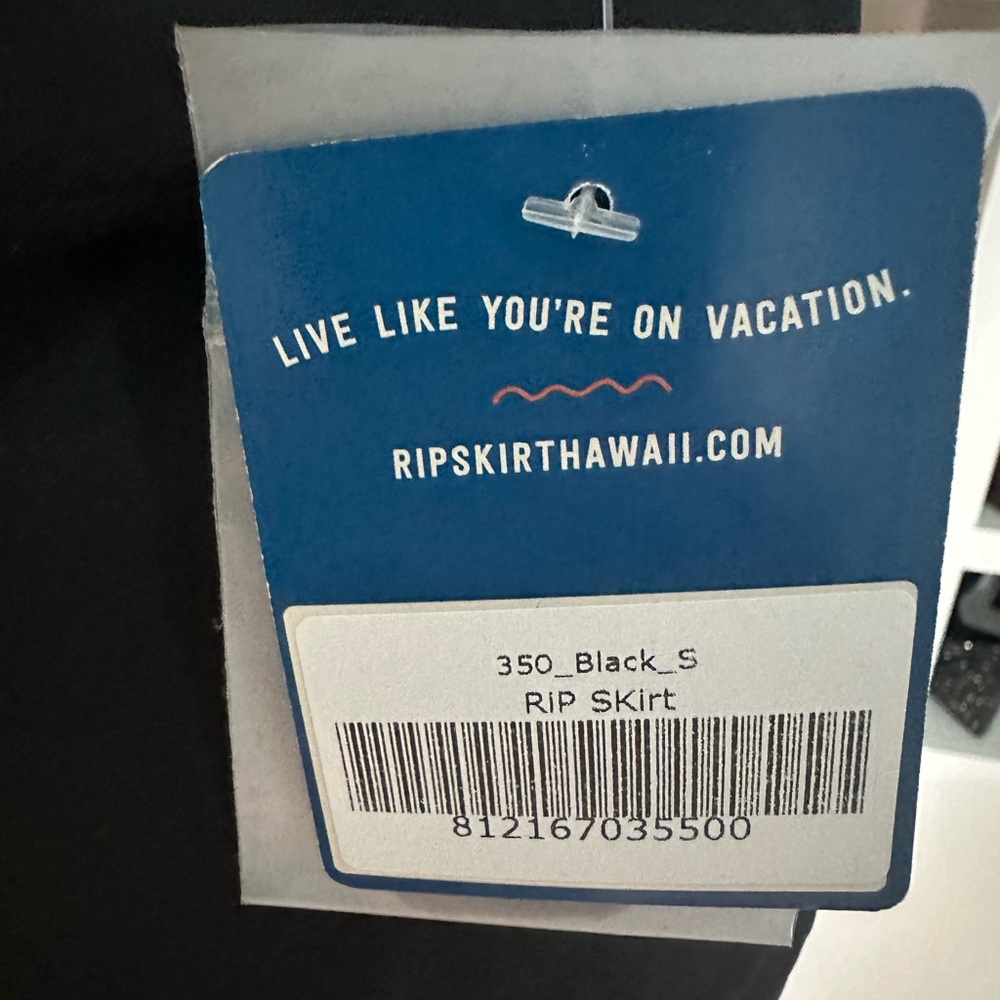 LIVE LIKE YOU'RE ON VACATION.
RIPSKIRTHAWAII.COM
350_Black_S
RiP SKirt
812167035500